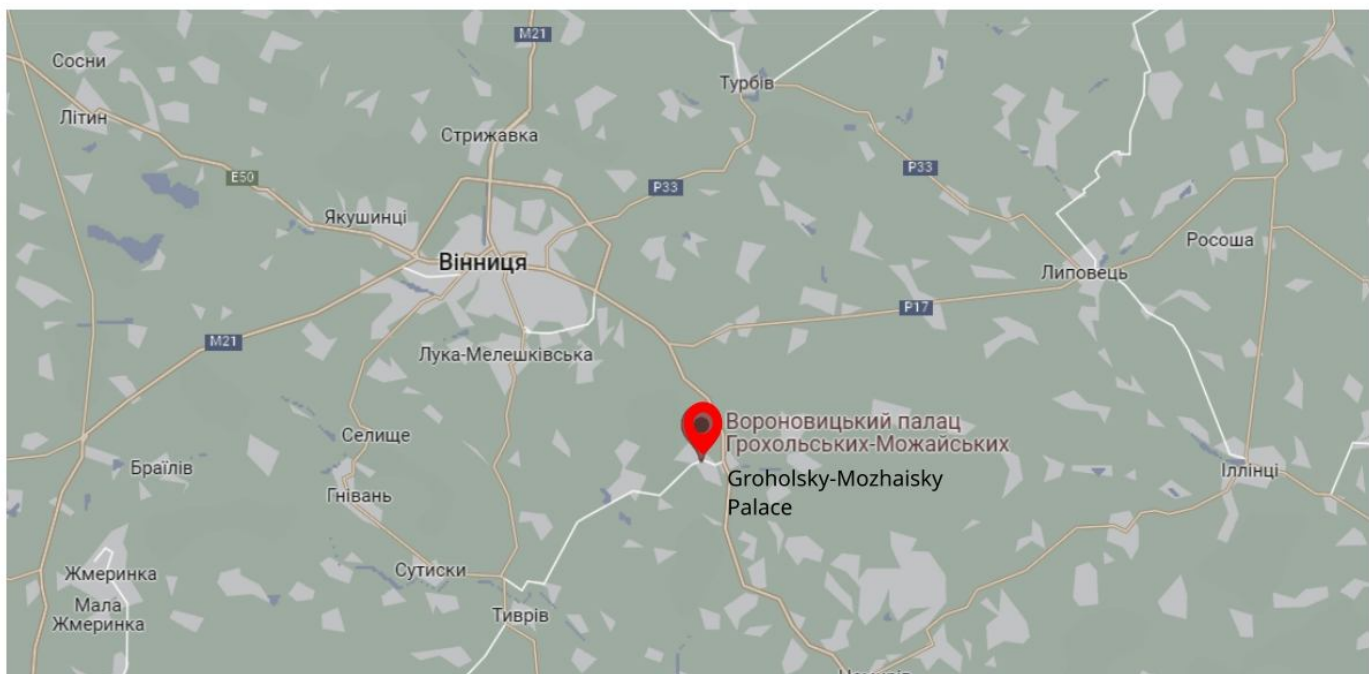 M21
Сосни
Турбів
Літин
Стрижавка
E50
P33
P33
Якушинці
Росоша
Вінниця
Липовець
P17
M21
Лука-Мелешківська
Вороновицький палац
Грохольських-Можайських
Селище
Браїлів
Іллінці
Groholsky-Mozhaisky
Palace
Гнівань
Сутиски
Жмеринка
Мала
Жмеринка
Тиврів